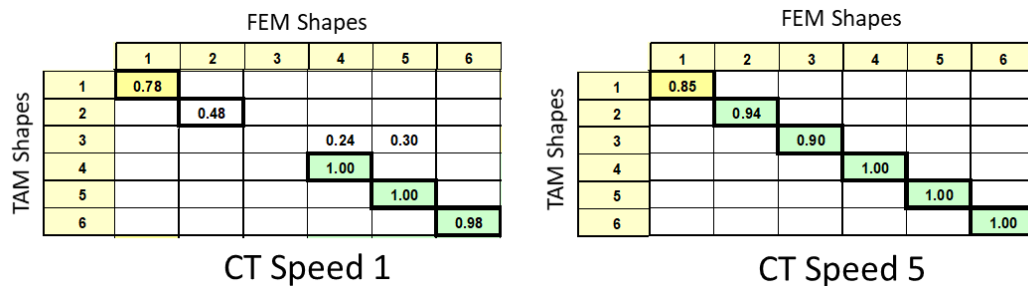 FEM Shapes
1 2 3 4 5 6
TAM Shapes
1 0.78
2 0.48
3 0.24 0.30
4 1.00
5 1.00
6 0.98
CT Speed 1
FEM Shapes
1 2 3 4 5 6
TAM Shapes
1 0.85
2 0.94
3 0.90
4 1.00
5 1.00
6 1.00
CT Speed 5